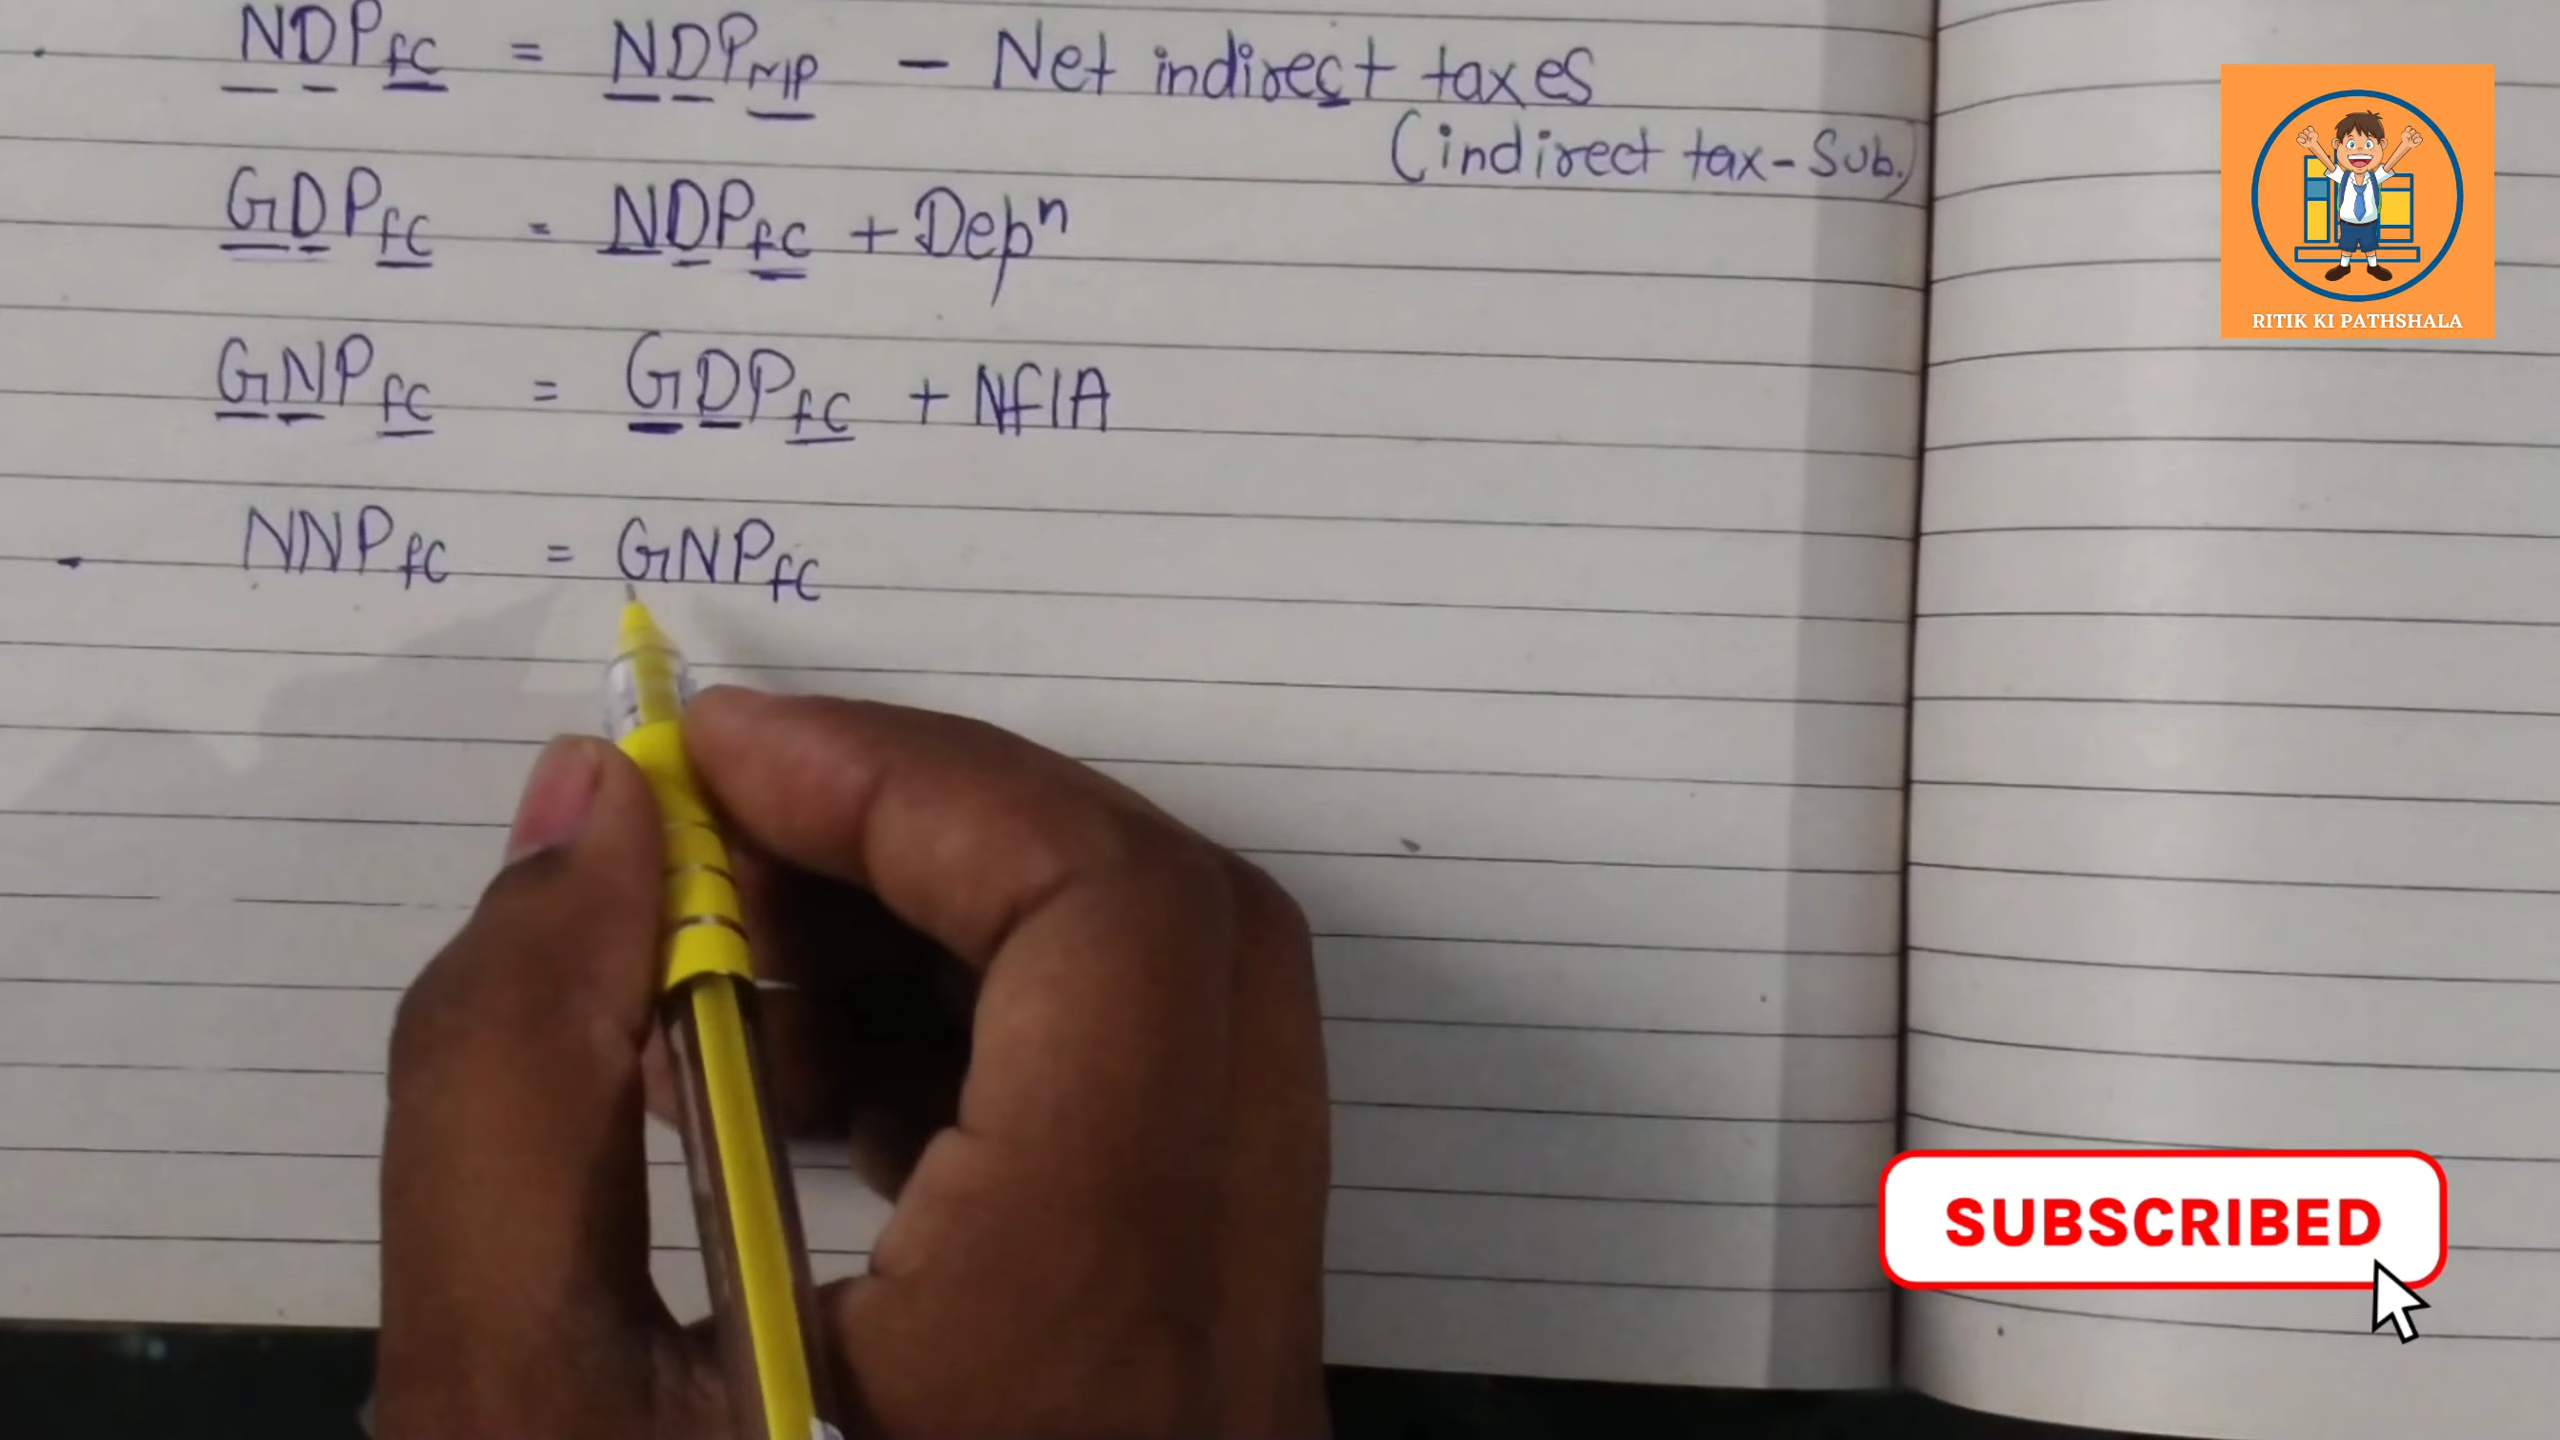 NDPfc = NDPMP - Net indirect taxes
(indirect tax - Sub.)
GDPfc = NDPfc + Depn
GNPfc = GDPfc + NFIA
NNPfc = GNPfc
RITIK KI PATHSHALA
SUBSCRIBED